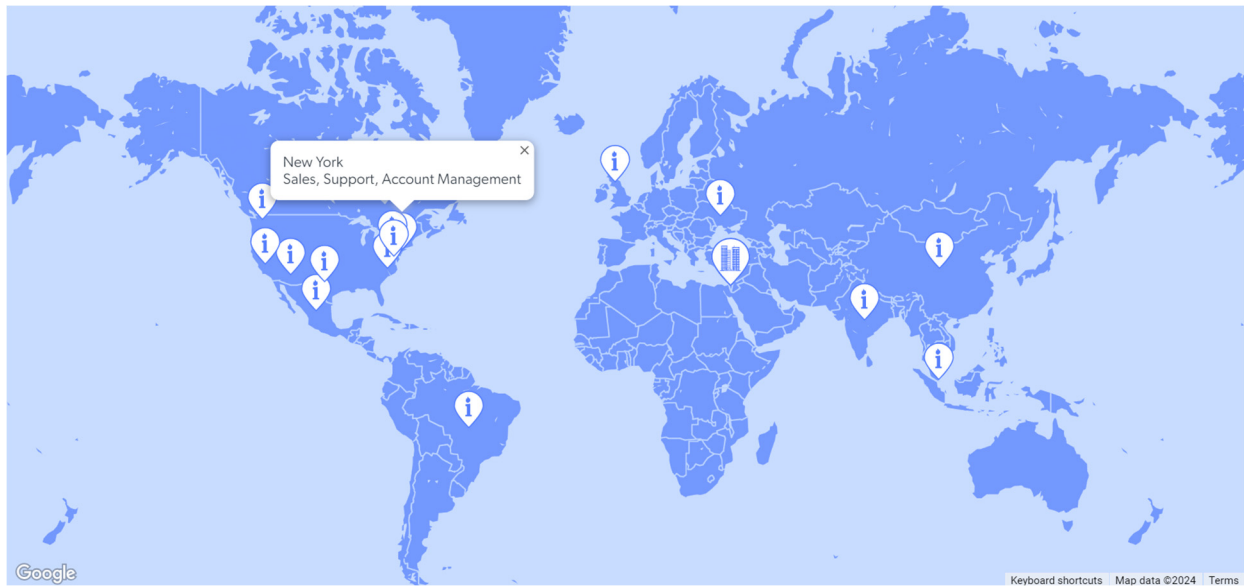 New York
Sales, Support, Account Management
Google
Keyboard shortcuts
Map data ©2024
Terms